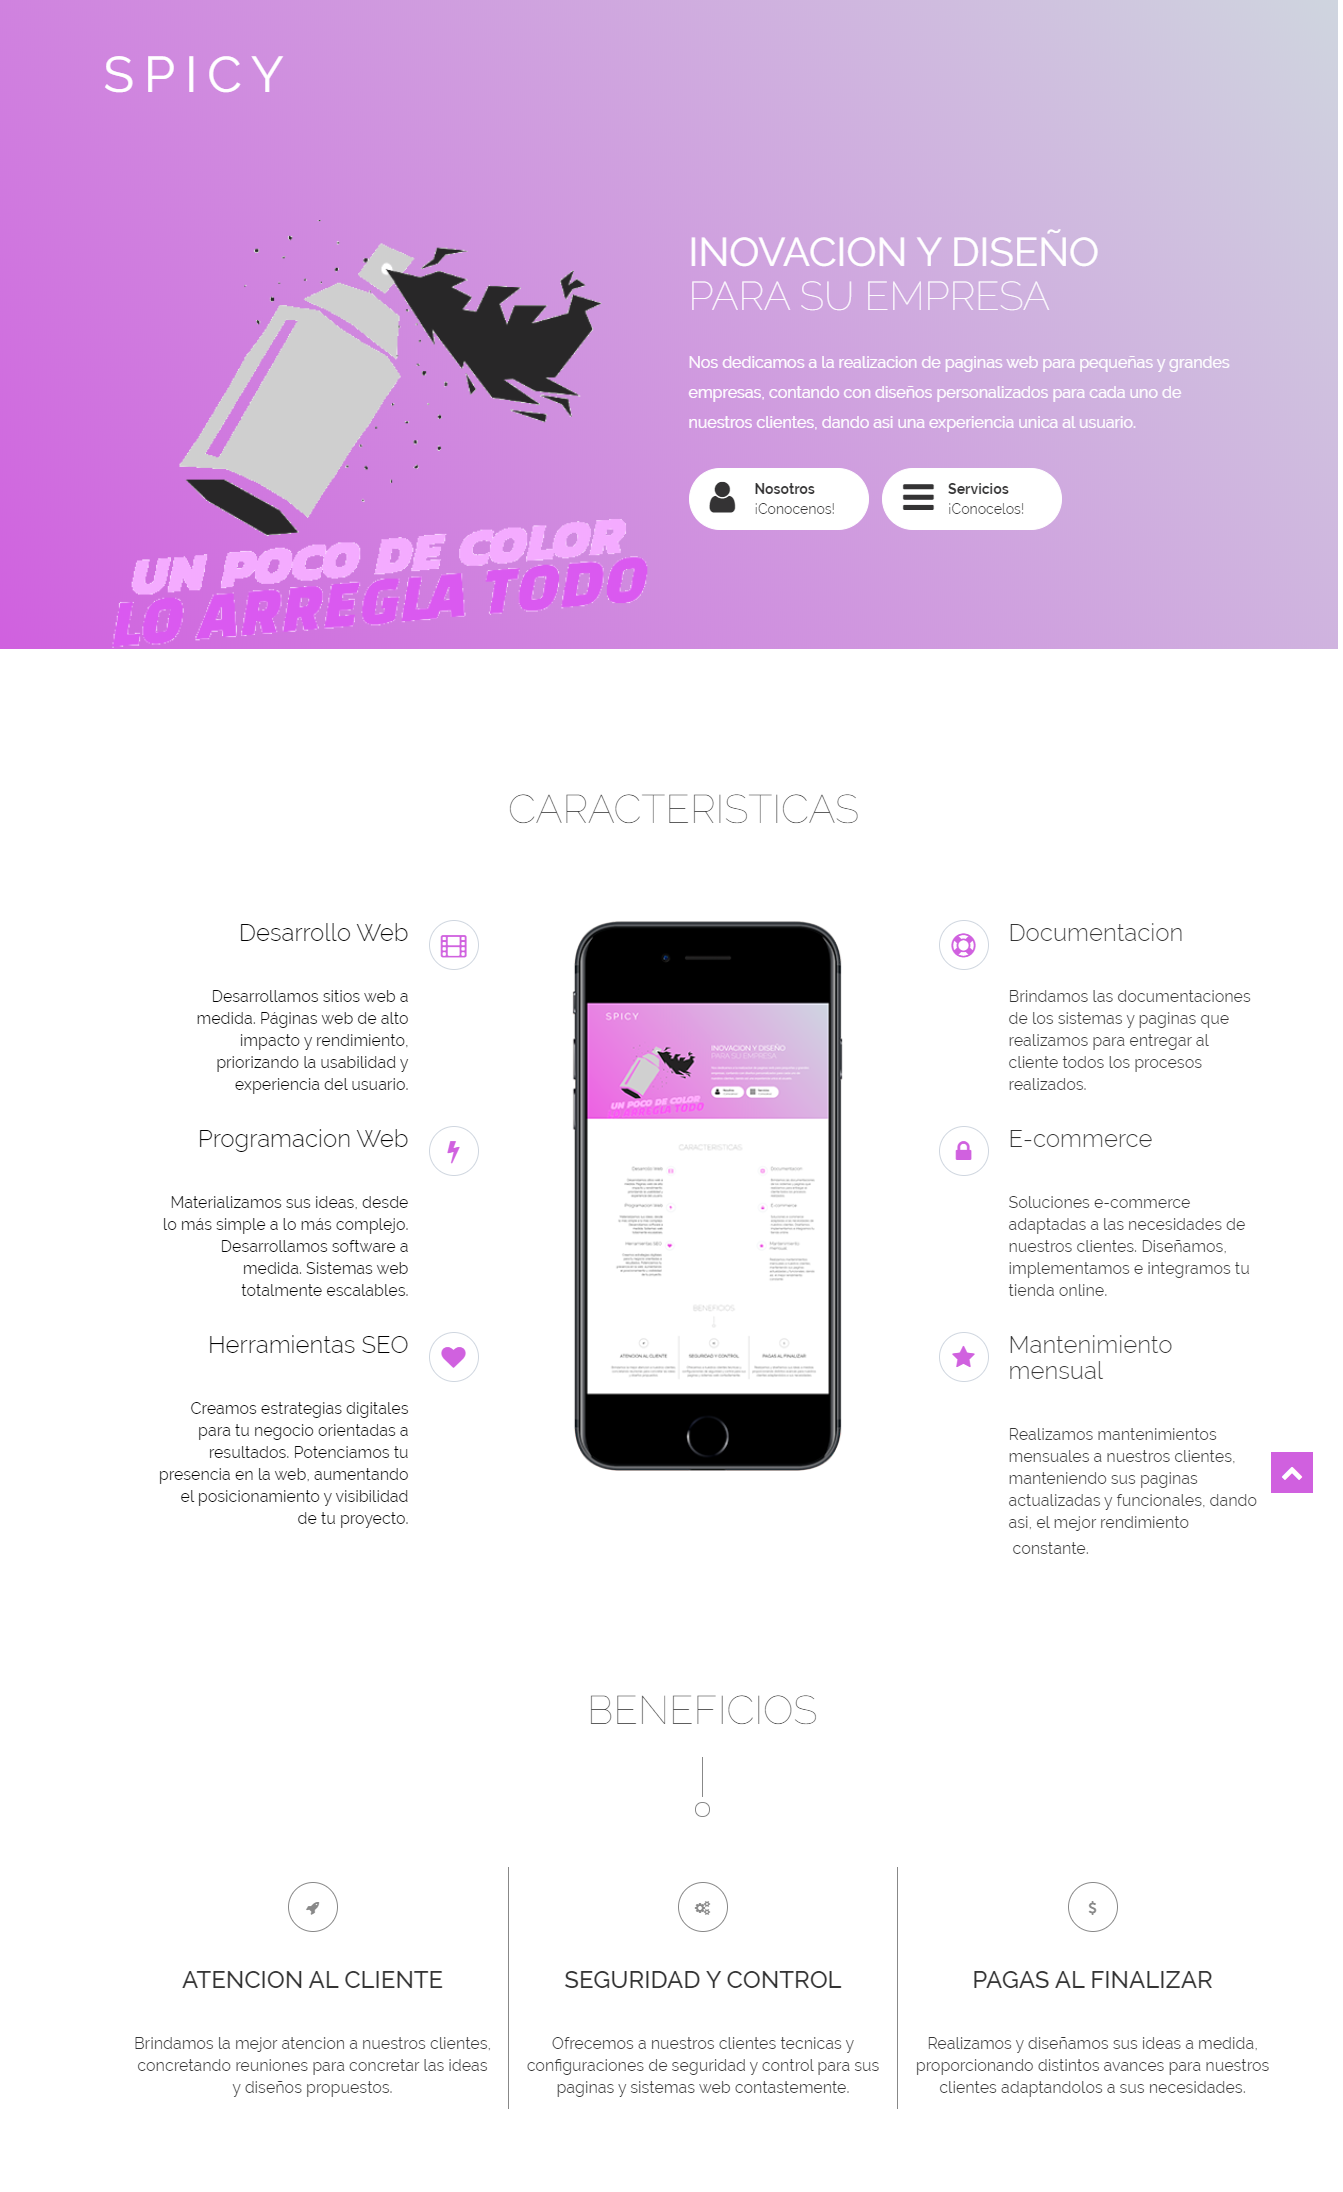 SPICY
INOVACION Y DISEÑO
PARA SU EMPRESA
Nos dedicamos a la realizacion de paginas web para pequeñas y grandes
empresas, contando con diseños personalizados para cada uno de
nuestros clientes, dando asi una experiencia unica al usuario.
Nosotros
¡Conocenos!
Servicios
¡Conocelos!
UN POCO DE COLOR
LO ARREGLA TODO
CARACTERISTICAS
Desarrollo Web
Desarrollamos sitios web a
medida. Páginas web de alto
impacto y rendimiento,
priorizando la usabilidad y
experiencia del usuario.
Programacion Web
Materializamos sus ideas, desde
lo más simple a lo más complejo.
Desarrollamos software a
medida. Sistemas web
totalmente escalables.
Herramientas SEO
Creamos estrategias digitales
para tu negocio orientadas a
resultados. Potenciamos tu
presencia en la web, aumentando
el posicionamiento y visibilidad
de tu proyecto.
SPICY
INOVACION Y DISEÑO
PARA SU EMPRESA
UN POCO DE COLOR
LO ARREGLA TODO
CARACTERISTICAS
Desarrollo Web
Documentacion
Programacion Web
E-commerce
Herramientas SEO
Mantenimiento
mensual
BENEFICIOS
ATENCION AL CLIENTE
SEGURIDAD Y CONTROL
PAGAS AL FINALIZAR
Documentacion
Brindamos las documentaciones
de los sistemas y paginas que
realizamos para entregar al
cliente todos los procesos
realizados.
E-commerce
Soluciones e-commerce
adaptadas a las necesidades de
nuestros clientes. Diseñamos,
implementamos e integramos tu
tienda online.
Mantenimiento
mensual
Realizamos mantenimientos
mensuales a nuestros clientes,
manteniendo sus paginas
actualizadas y funcionales, dando
asi, el mejor rendimiento
constante.
BENEFICIOS
ATENCION AL CLIENTE
Brindamos la mejor atencion a nuestros clientes,
concretando reuniones para concretar las ideas
y diseños propuestos.
SEGURIDAD Y CONTROL
Ofrecemos a nuestros clientes tecnicas y
configuraciones de seguridad y control para sus
paginas y sistemas web contastemente.
PAGAS AL FINALIZAR
Realizamos y diseñamos sus ideas a medida,
proporcionando distintos avances para nuestros
clientes adaptandolos a sus necesidades.